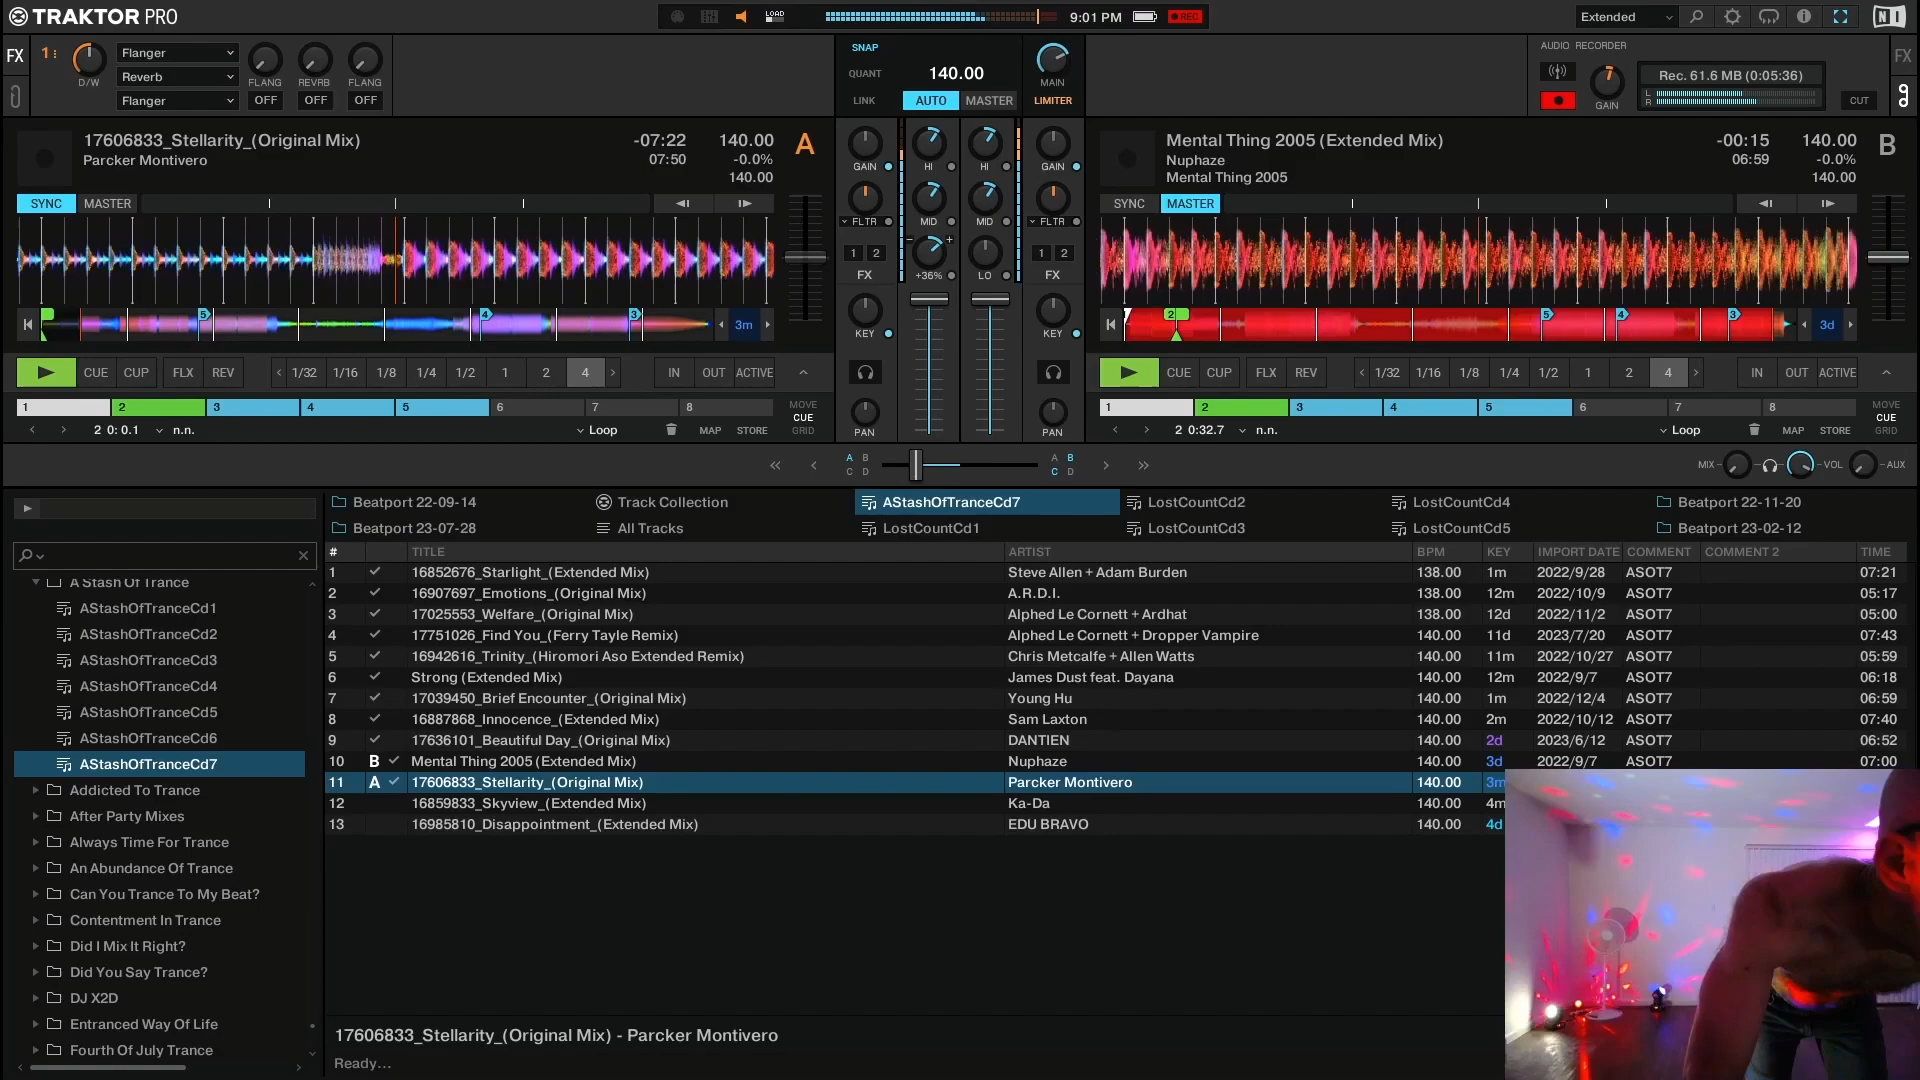 TRAKTOR PRO
LOAD
9:01 PM
REC
Extended
FX
1
D/W
Flanger
Reverb
Flanger
FLANG
REVRB
FLANG
OFF
OFF
OFF
SNAP
QUANT
140.00
LINK
AUTO
MASTER
MAIN
LIMITER
AUDIO RECORDER
GAIN
Rec. 61.6 MB (0:05:36)
L
R
CUT
FX
17606833_Stellarity_(Original Mix)
Parcker Montivero
-07:22
07:50
140.00
-0.0%
140.00
A
SYNC
MASTER
5
4
3
3m
CUE
CUP
FLX
REV
1/32
1/16
1/8
1/4
1/2
1
2
4
IN
OUT
ACTIVE
1
2
3
4
5
6
7
8
MOVE
CUE
GRID
2 0: 0.1
n.n.
Loop
MAP
STORE
GAIN
HI
HI
GAIN
FLTR
MID
MID
FLTR
1 2
+36%
LO
1 2
FX
FX
KEY
KEY
PAN
PAN
Mental Thing 2005 (Extended Mix)
Nuphaze
Mental Thing 2005
-00:15
06:59
140.00
-0.0%
140.00
B
SYNC
MASTER
2
5
4
3
3d
CUE
CUP
FLX
REV
1/32
1/16
1/8
1/4
1/2
1
2
4
IN
OUT
ACTIVE
1
2
3
4
5
6
7
8
MOVE
CUE
GRID
2 0:32.7
n.n.
Loop
MAP
STORE
A B
C D
A B
C D
MIX
VOL
AUX
A Stash Of Trance
AStashOfTranceCd1
AStashOfTranceCd2
AStashOfTranceCd3
AStashOfTranceCd4
AStashOfTranceCd5
AStashOfTranceCd6
AStashOfTranceCd7
Addicted To Trance
After Party Mixes
Always Time For Trance
An Abundance Of Trance
Can You Trance To My Beat?
Contentment In Trance
Did I Mix It Right?
Did You Say Trance?
DJ X2D
Entranced Way Of Life
Fourth Of July Trance
Beatport 22-09-14
Track Collection
AStashOfTranceCd7
LostCountCd2
LostCountCd4
Beatport 22-11-20
Beatport 23-07-28
All Tracks
LostCountCd1
LostCountCd3
LostCountCd5
Beatport 23-02-12
# TITLE ARTIST BPM KEY IMPORT DATE COMMENT COMMENT 2 TIME
1 16852676_Starlight_(Extended Mix) Steve Allen + Adam Burden 138.00 1m 2022/9/28 ASOT7 07:21
2 16907697_Emotions_(Original Mix) A.R.D.I. 138.00 12m 2022/10/9 ASOT7 05:17
3 17025553_Welfare_(Original Mix) Alphed Le Cornett + Ardhat 138.00 12d 2022/11/2 ASOT7 05:00
4 17751026_Find You_(Ferry Tayle Remix) Alphed Le Cornett + Dropper Vampire 140.00 11d 2023/7/20 ASOT7 07:43
5 16942616_Trinity_(Hiromori Aso Extended Remix) Chris Metcalfe + Allen Watts 140.00 11m 2022/10/27 ASOT7 05:59
6 Strong (Extended Mix) James Dust feat. Dayana 140.00 12m 2022/9/7 ASOT7 06:18
7 17039450_Brief Encounter_(Original Mix) Young Hu 140.00 1m 2022/12/4 ASOT7 06:59
8 16887868_Innocence_(Extended Mix) Sam Laxton 140.00 2m 2022/10/12 ASOT7 07:40
9 17636101_Beautiful Day_(Original Mix) DANTIEN 140.00 2d 2023/6/12 ASOT7 06:52
10 B Mental Thing 2005 (Extended Mix) Nuphaze 140.00 3d 2022/9/7 ASOT7 07:00
11 A 17606833_Stellarity_(Original Mix) Parcker Montivero 140.00 3m
12 16859833_Skyview_(Extended Mix) Ka-Da 140.00 4m
13 16985810_Disappointment_(Extended Mix) EDU BRAVO 140.00 4d
17606833_Stellarity_(Original Mix) - Parcker Montivero
Ready...